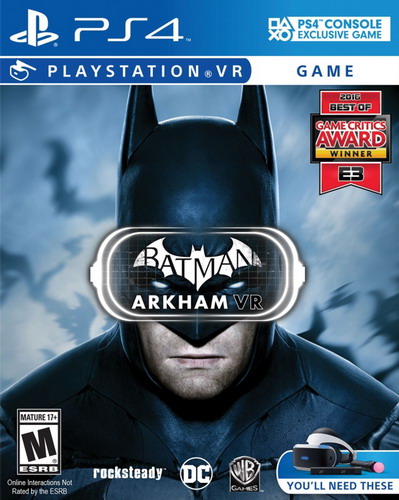 PS4
PS4™ CONSOLE
EXCLUSIVE GAME
PLAYSTATION®VR
GAME
2016
BEST OF
GAME CRITICS
AWARD
WINNER
E3
BATMAN
ARKHAM VR
MATURE 17+
M
ESRB
Online Interactions Not
Rated by the ESRB
rocksteady
DC
WB
GAMES
YOU'LL NEED THESE